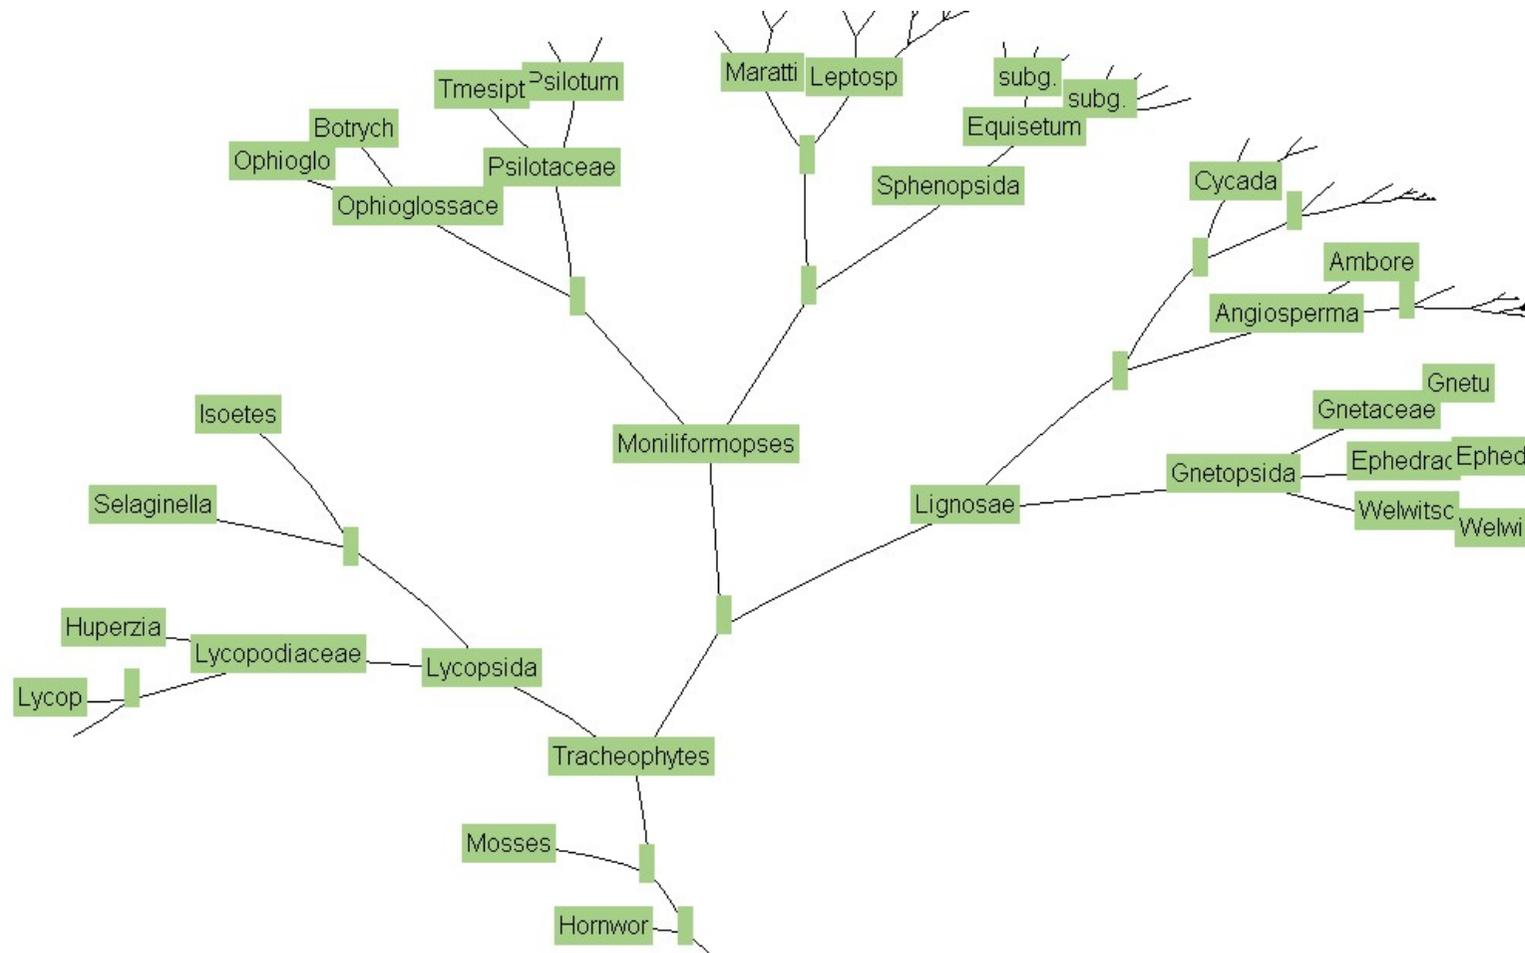 Maratti
Leptosp
Tmesipt
Psilotum
subg.
subg.
Botrych
Equisetum
Ophioglo
Psilotaceae
Sphenopsida
Cycada
Ophioglossace
Ambore
Angiosperma
Gnetu
Isoetes
Gnetaceae
Moniliformopses
Ephedrac
Ephed
Gnetopsida
Selaginella
Lignosae
Welwitsc
Welwi
Huperzia
Lycopodiaceae
Lycopsida
Lycop
Tracheophytes
Mosses
Hornwor